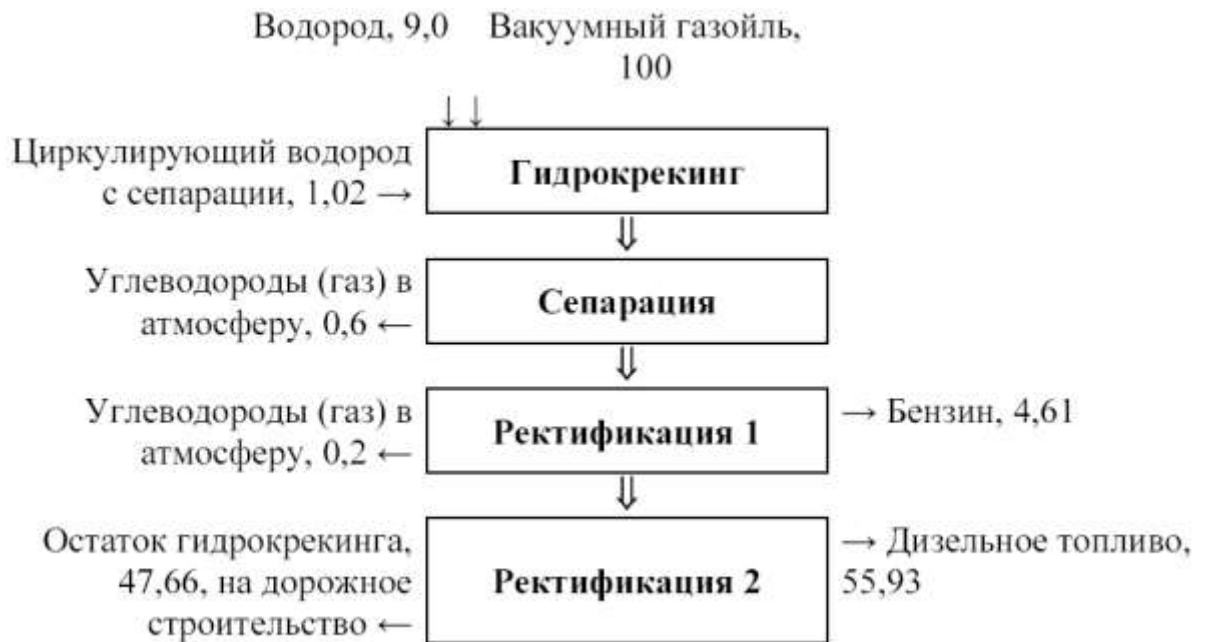 Водород, 9,0 Вакуумный газойль,
100
↓ ↓
Циркулирующий водород
с сепарации, 1,02 →
Гидрокрекинг
⇓
Углеводороды (газ) в
атмосферу, 0,6 ←
Сепарация
⇓
Углеводороды (газ) в
атмосферу, 0,2 ←
Ректификация 1
→ Бензин, 4,61
⇓
Остаток гидрокрекинга,
47,66, на дорожное
строительство ←
Ректификация 2
→ Дизельное топливо,
55,93